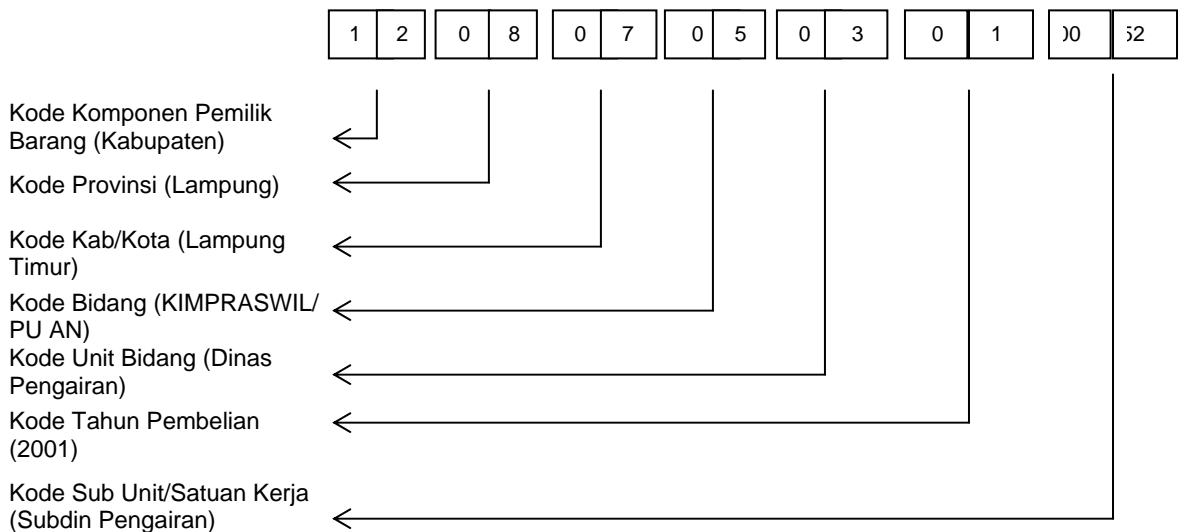 1 2 0 8 0 7 0 5 0 3 0 1 00 52
Kode Komponen Pemilik
Barang (Kabupaten)
Kode Provinsi (Lampung)
Kode Kab/Kota (Lampung
Timur)
Kode Bidang (KIMPRASWIL/
PU AN)
Kode Unit Bidang (Dinas
Pengairan)
Kode Tahun Pembelian
(2001)
Kode Sub Unit/Satuan Kerja
(Subdin Pengairan)